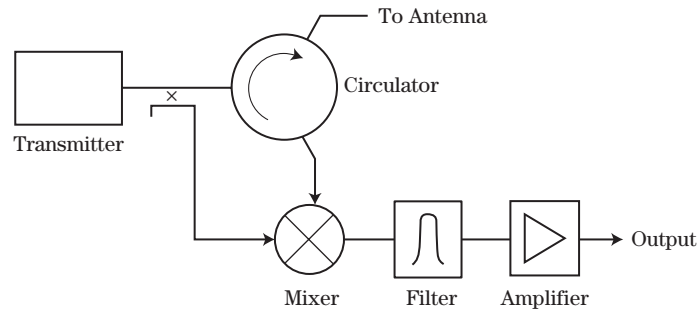 To Antenna
Circulator
×
Transmitter
Output
Mixer
Filter
Amplifier